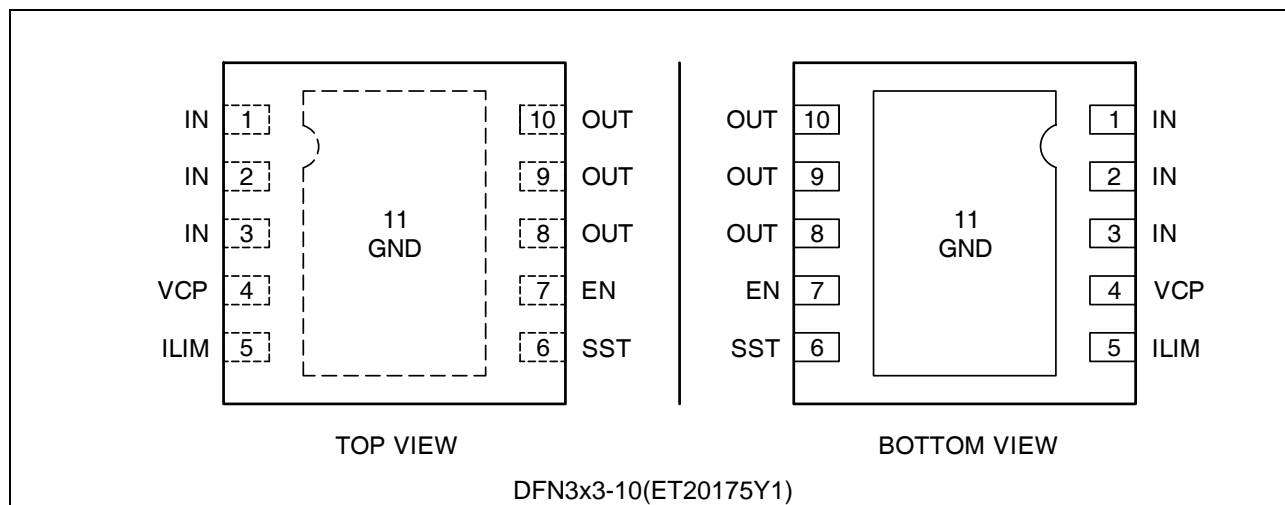 IN 1 10 OUT OUT 10 1 IN
IN 2 9 OUT OUT 9 2 IN
11 11
IN 3 8 OUT OUT 8 3 IN
GND GND
VCP 4 7 EN EN 7 4 VCP
ILIM 5 6 SST SST 6 5 ILIM
TOP VIEW BOTTOM VIEW
DFN3x3-10(ET20175Y1)